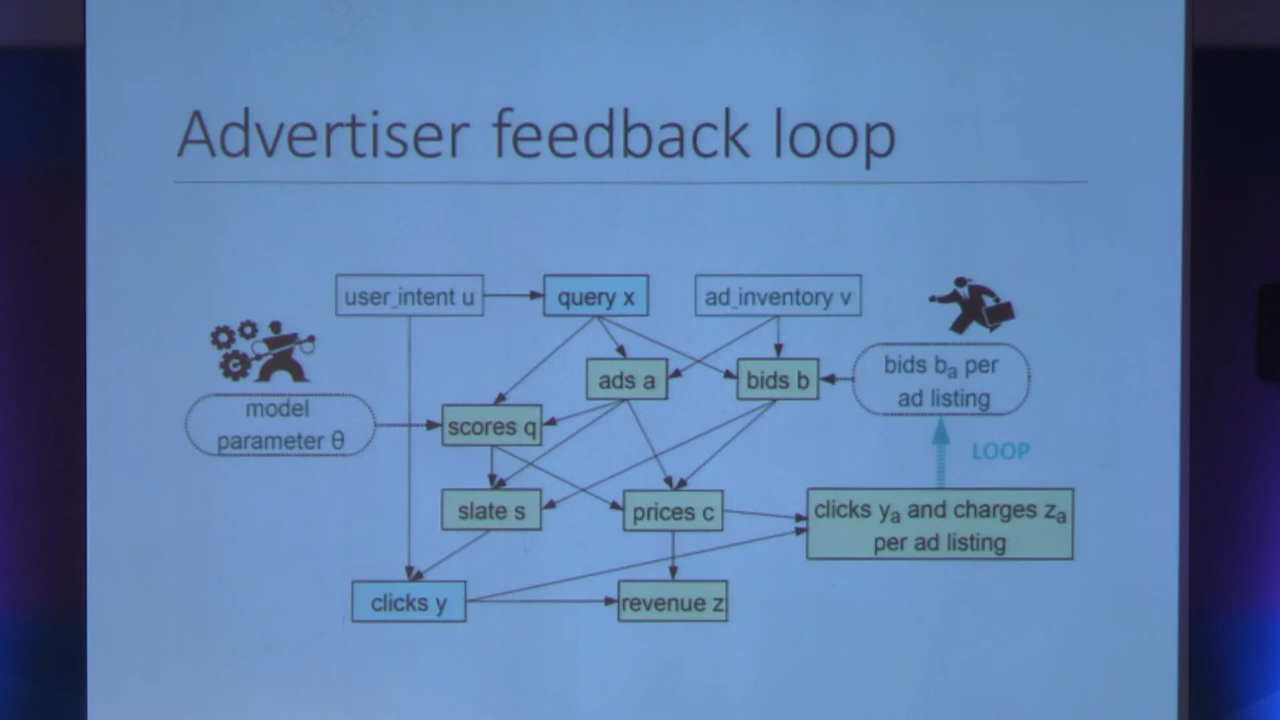 Advertiser feedback loop
user_intent u
query x
ad_inventory v
ads a
bids b
bids bₐ per
ad listing
model
parameter θ
scores q
LOOP
slate s
prices c
clicks yₐ and charges zₐ
per ad listing
clicks y
revenue z